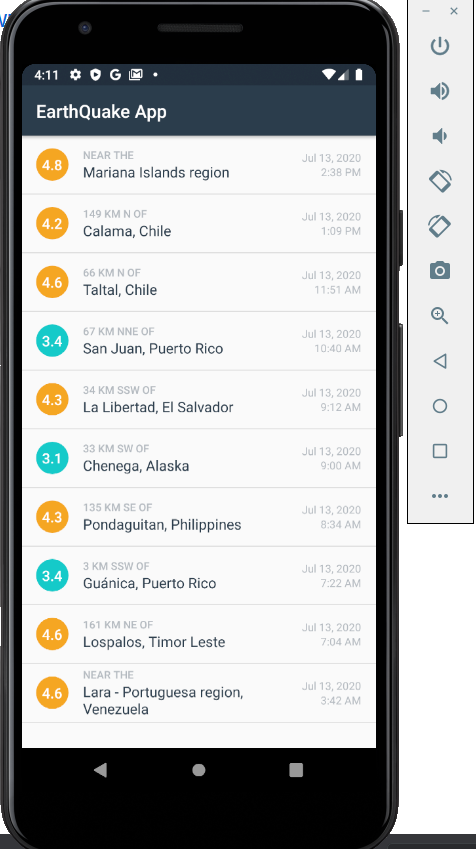 4:11
EarthQuake App
4.8
NEAR THE
Mariana Islands region
Jul 13, 2020
2:38 PM
4.2
149 KM N OF
Calama, Chile
Jul 13, 2020
1:09 PM
4.6
66 KM N OF
Taltal, Chile
Jul 13, 2020
11:51 AM
3.4
67 KM NNE OF
San Juan, Puerto Rico
Jul 13, 2020
10:40 AM
4.3
34 KM SSW OF
La Libertad, El Salvador
Jul 13, 2020
9:12 AM
3.1
33 KM SW OF
Chenega, Alaska
Jul 13, 2020
9:00 AM
4.3
135 KM SE OF
Pondaguitan, Philippines
Jul 13, 2020
8:34 AM
3.4
3 KM SSW OF
Guánica, Puerto Rico
Jul 13, 2020
7:22 AM
4.6
161 KM NE OF
Lospalos, Timor Leste
Jul 13, 2020
7:04 AM
4.6
NEAR THE
Lara - Portuguesa region,
Venezuela
Jul 13, 2020
3:42 AM